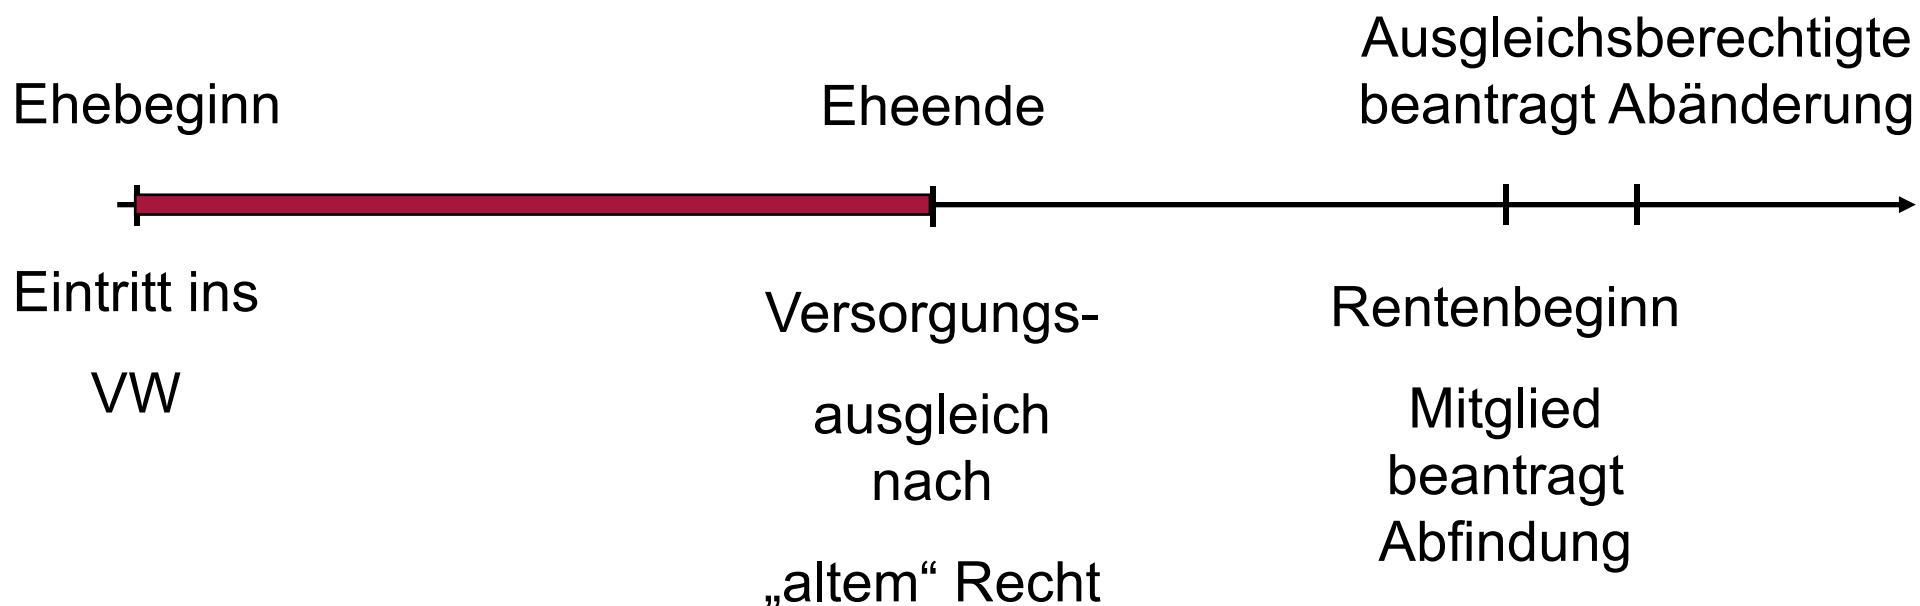 Ehebeginn
Eheende
Ausgleichsberechtigte
beantragt Abänderung
Eintritt ins
VW
Versorgungs-
ausgleich
nach
„altem“ Recht
Rentenbeginn
Mitglied
beantragt
Abfindung